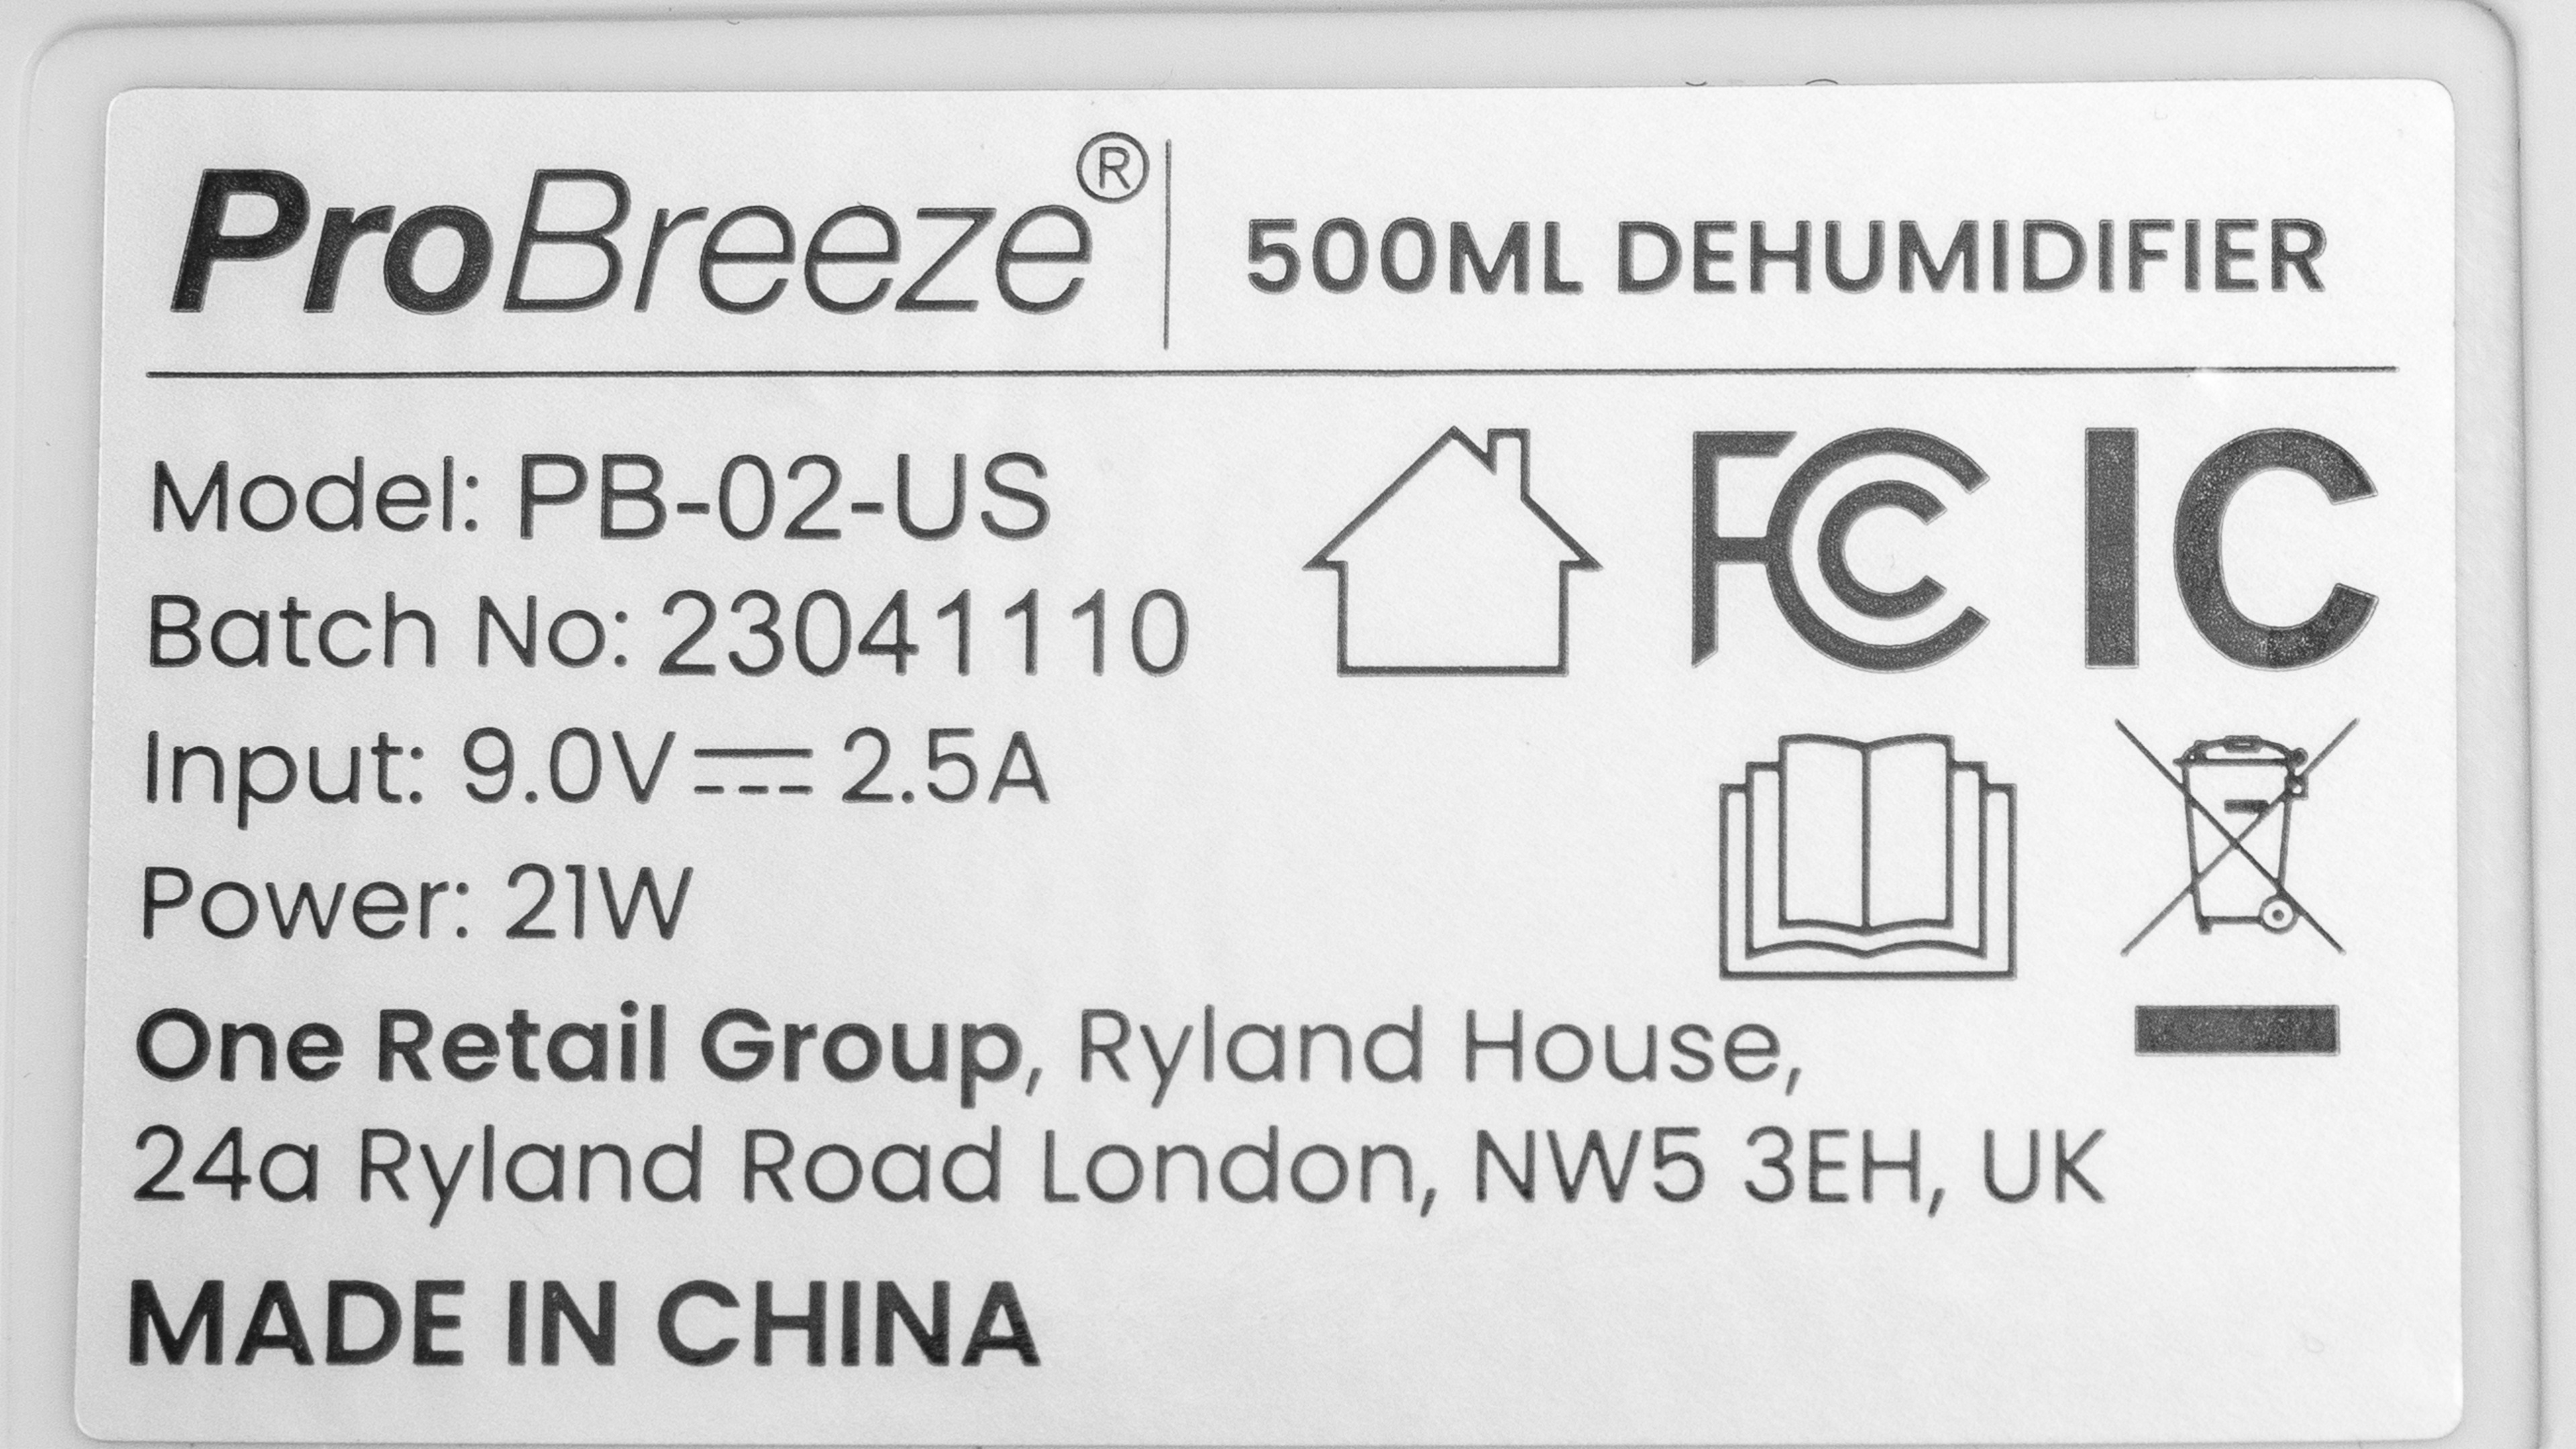 ProBreeze® 500ML DEHUMIDIFIER
Model: PB-02-US
Batch No: 23041110
Input: 9.0V⎓2.5A
Power: 21W
FC IC
One Retail Group, Ryland House,
24a Ryland Road London, NW5 3EH, UK
MADE IN CHINA